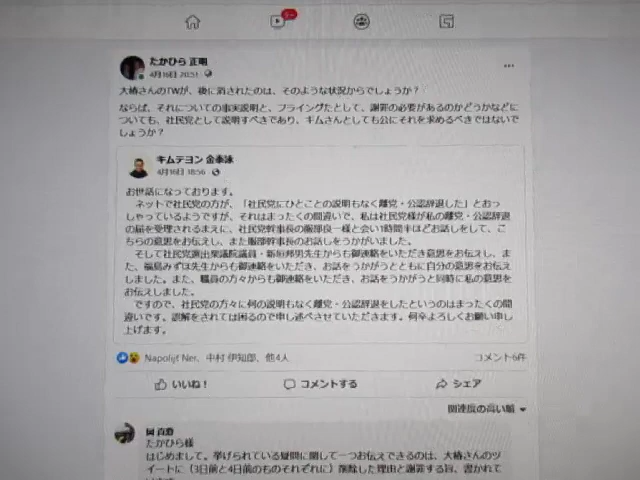 たかひら 正明
4月16日 20:51
大椿さんのTWが、後に消されたのは、そのような状況からでしょうか？
ならば、それについての事実説明と、フライングだとして、謝罪の必要があるのかどうかなどに
ついても、社民党として説明すべきであり、キムさんとしても公にそれを求めるべきではないで
しょうか？
キムテヨン 金泰泳
4月16日 18:56
お世話になっております。
ネットで社民党の方が、「社民党にひとことの説明もなく離党・公認辞退した」とおっ
しゃっているようですが、それはまったくの間違いで、私は社民党様が私の離党・公認辞退
の届を受理されるまえに、社民党幹事長の服部良一様と会い1時間半ほどお話しをして、こ
ちらの意思をお伝えし、また服部幹事長のお話しをうかがいました。
そして社民党選出衆議院議員・新垣邦男先生からも御連絡をいただき意思をお伝えし、ま
た、福島みずほ先生からも御連絡をいただき、お話をうかがうとともに自分の意思をお伝え
しました。また、職員の方々からも御連絡をいただき、お話をうかがうと同時に私の意思を
お伝えしました。
ですので、社民党の方々に何の説明もなく離党・公認辞退をしたというのはまったくの間
違いです。誤解をされては困るので申し述べさせていただきます。何卒よろしくお願い申し
上げます。
Napolijf Ner、中村 伊知郎、他4人
コメント6件
いいね！
コメントする
シェア
関連度の高い順
たかひら様
はじめまして。挙げられている疑問に関して一つお伝えできるのは、大椿さんのツ
イートに（3日前と4日前のものそれぞれに）削除した理由と謝罪する旨、書かれて